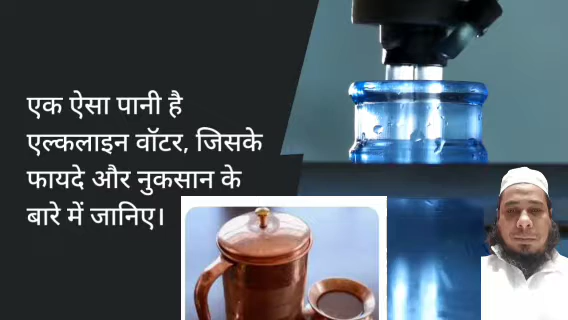 एक ऐसा पानी है
एल्कलाइन वॉटर, जिसके
फायदे और नुकसान के
बारे में जानिए।